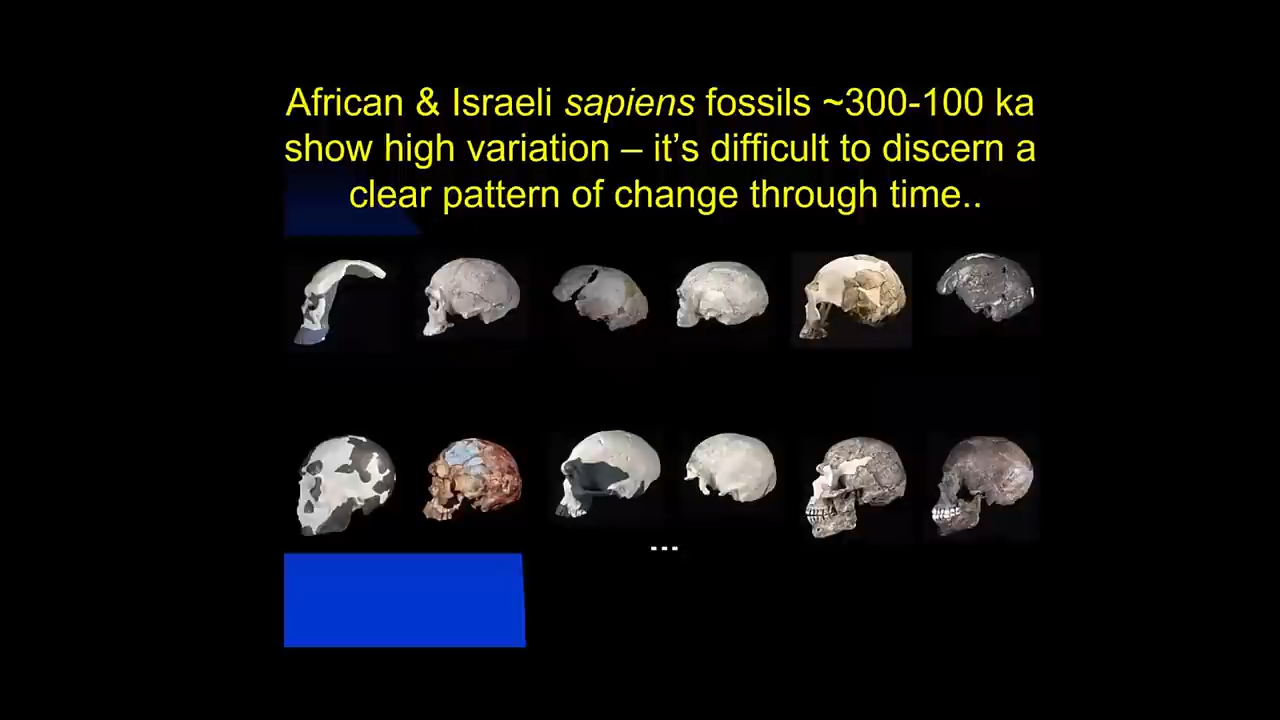 African & Israeli sapiens fossils ~300-100 ka
show high variation – it's difficult to discern a
clear pattern of change through time..
...